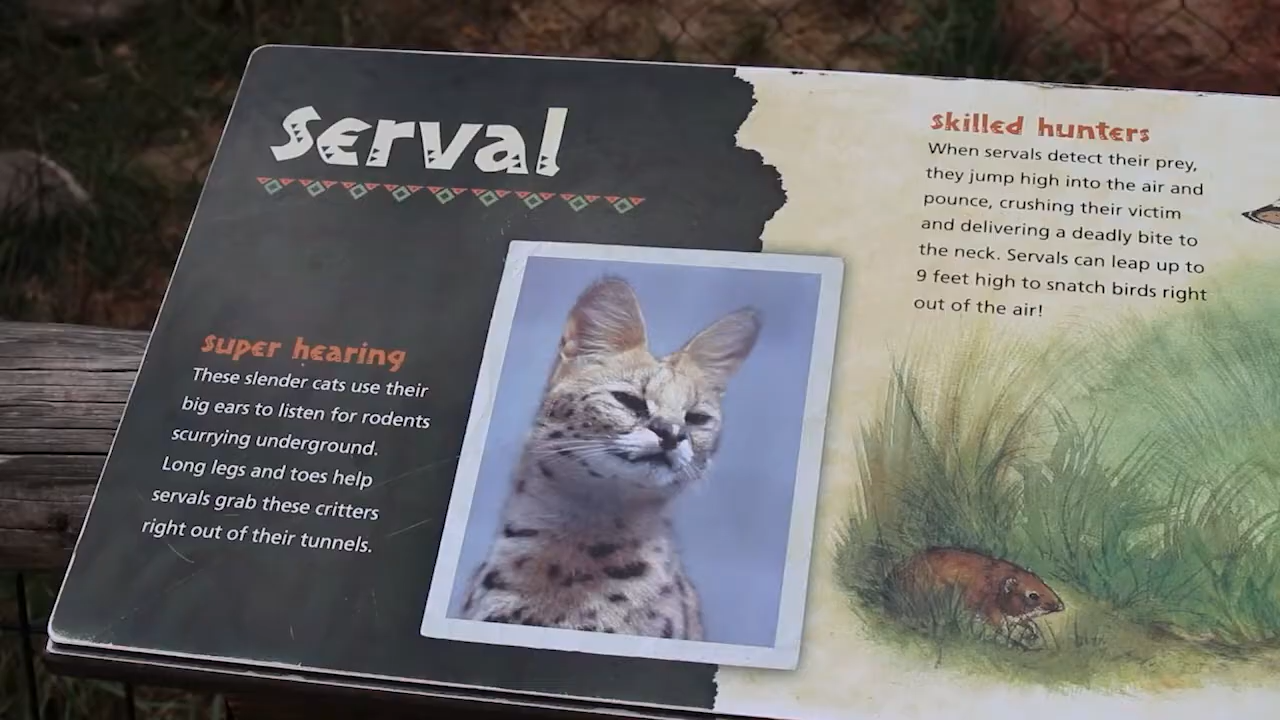 serval
super hearing
These slender cats use their
big ears to listen for rodents
scurrying underground.
Long legs and toes help
servals grab these critters
right out of their tunnels.
skilled hunters
When servals detect their prey,
they jump high into the air and
pounce, crushing their victim
and delivering a deadly bite to
the neck. Servals can leap up to
9 feet high to snatch birds right
out of the air!